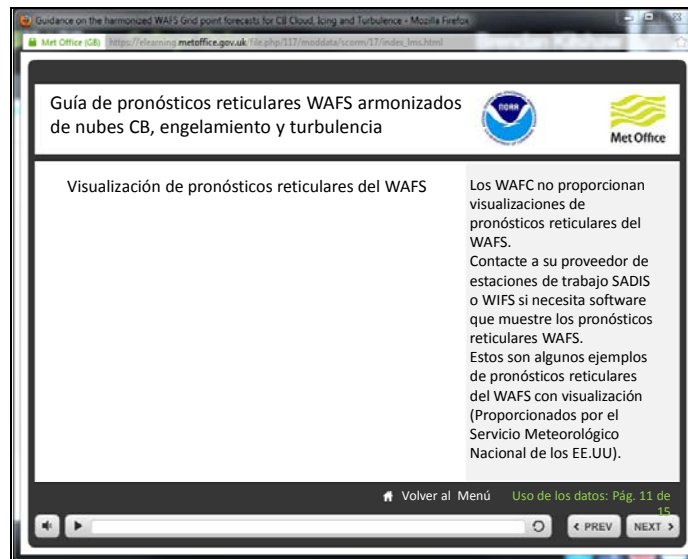 Guidance on the harmonized WAFS Grid point forecasts for CB Cloud, Icing and Turbulence - Mozilla Firefox
Met Office (GB) https://elearning.metoffice.gov.uk/file.php/117/moddata/scorm/17/index_lms.html
Guía de pronósticos reticulares WAFS armonizados
de nubes CB, engelamiento y turbulencia
NOAA
Met Office
Visualización de pronósticos reticulares del WAFS
Los WAFC no proporcionan
visualizaciones de
pronósticos reticulares del
WAFS.
Contacte a su proveedor de
estaciones de trabajo SADIS
o WIFS si necesita software
que muestre los pronósticos
reticulares WAFS.
Estos son algunos ejemplos
de pronósticos reticulares
del WAFS con visualización
(Proporcionados por el
Servicio Meteorológico
Nacional de los EE.UU).
Volver al Menú Uso de los datos: Pág. 11 de
15
< PREV NEXT >